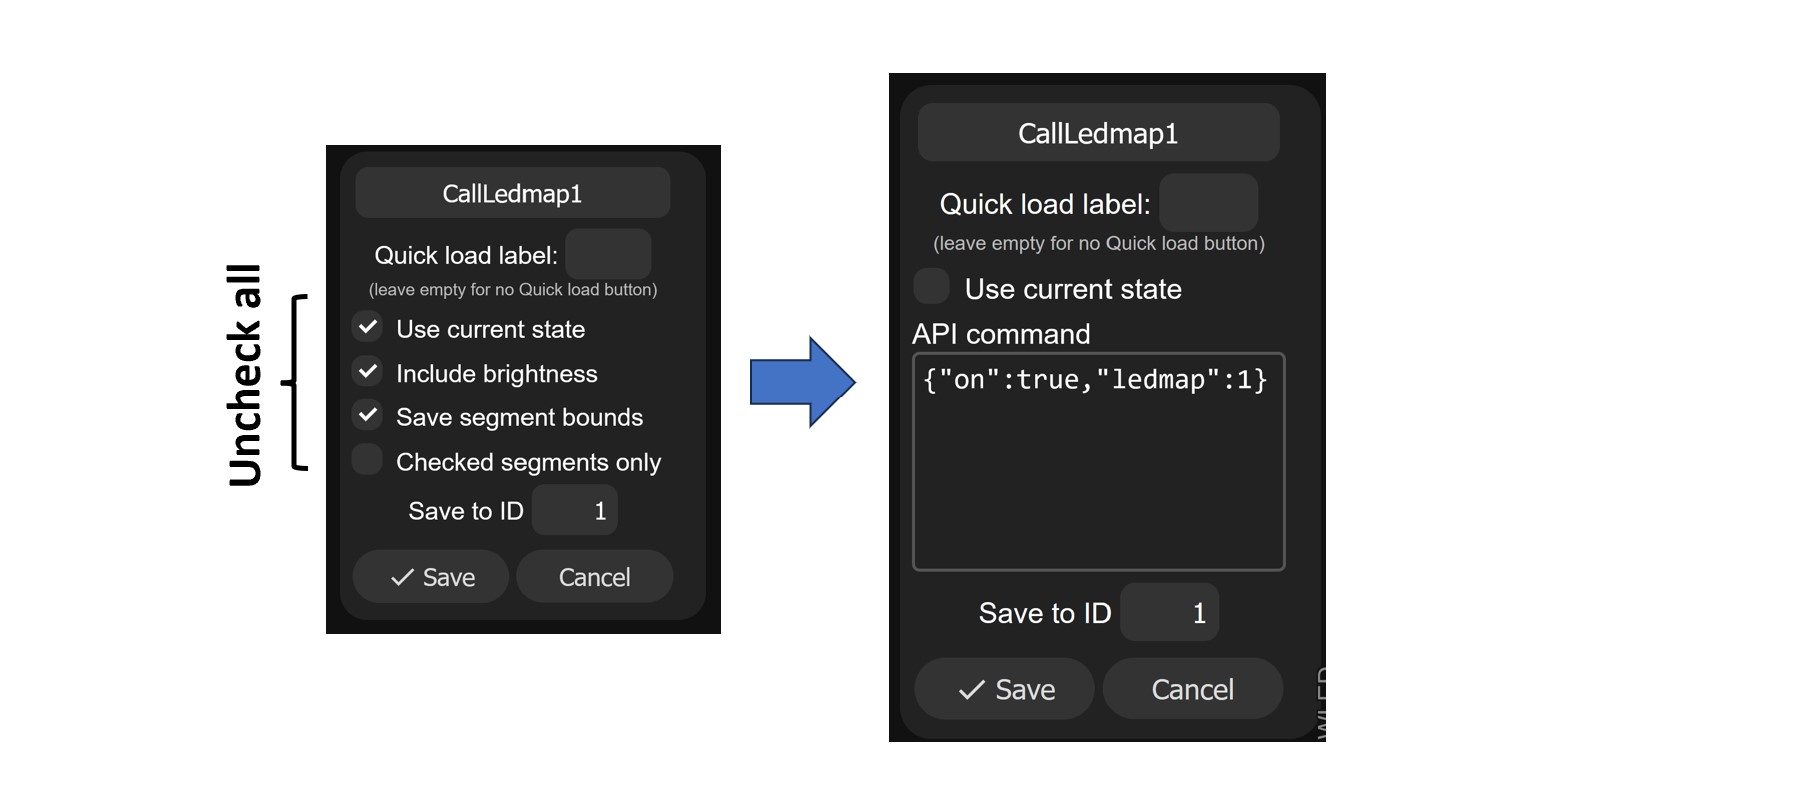 Uncheck all
CallLedmap1
Quick load label:
(leave empty for no Quick load button)
Use current state
Include brightness
Save segment bounds
Checked segments only
Save to ID 1
Save Cancel
CallLedmap1
Quick load label:
(leave empty for no Quick load button)
Use current state
API command
{"on":true,"ledmap":1}
Save to ID 1
Save Cancel
WLED